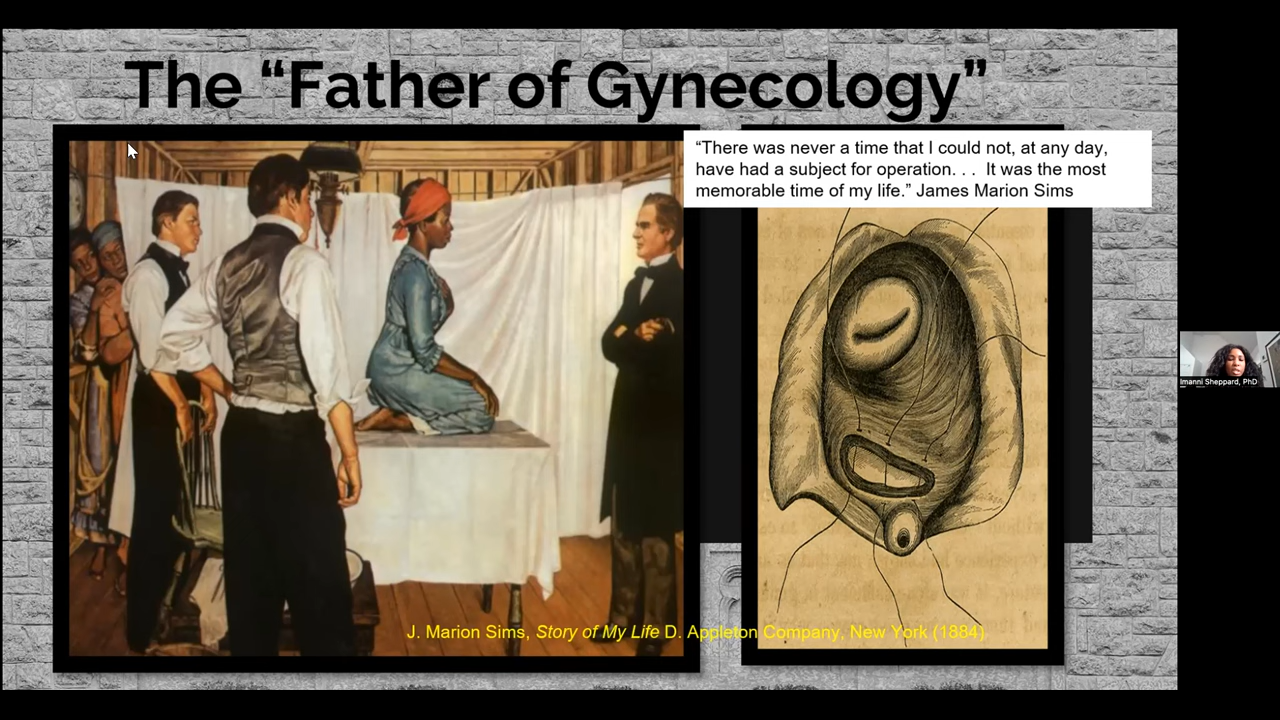 The “Father of Gynecology”
“There was never a time that I could not, at any day,
have had a subject for operation. . .  It was the most
memorable time of my life.” James Marion Sims
J. Marion Sims, Story of My Life D. Appleton Company, New York (1884)
Imanni Sheppard, PhD